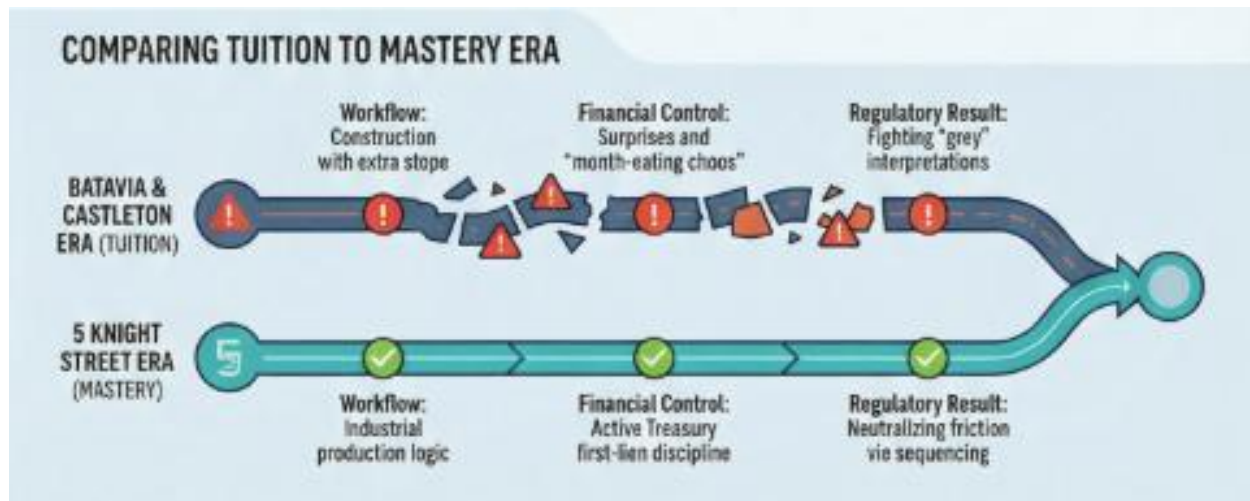 COMPARING TUITION TO MASTERY ERA
Workflow:
Construction
with extra stope
Financial Control:
Surprises and
"month-eating choos"
Regulatory Result:
Fighting "grey"
interpretations
BATAVIA &
CASTLETON
ERA (TUITION)
5 KNIGHT
STREET ERA
(MASTERY)
Workflow:
Industrial
production logic
Financial Control:
Active Treasury
first-lien discipline
Regulatory Result:
Neutralizing friction
vie sequencing